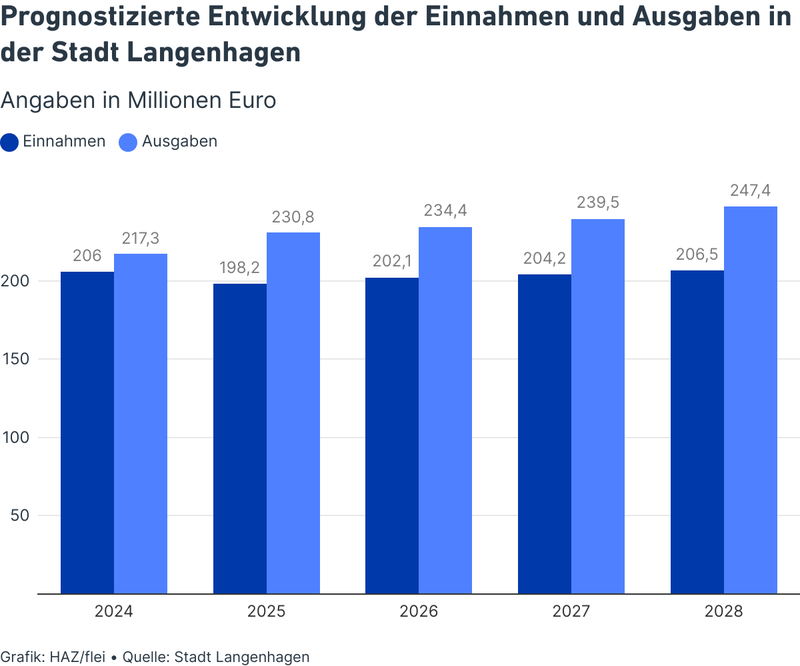 Prognostizierte Entwicklung der Einnahmen und Ausgaben in
der Stadt Langenhagen
Angaben in Millionen Euro
Einnahmen Ausgaben
247,4
239,5
234,4
230,8
217,3
206 198,2 202,1 204,2 206,5
200
150
100
50
2024 2025 2026 2027 2028
Grafik: HAZ/flei • Quelle: Stadt Langenhagen